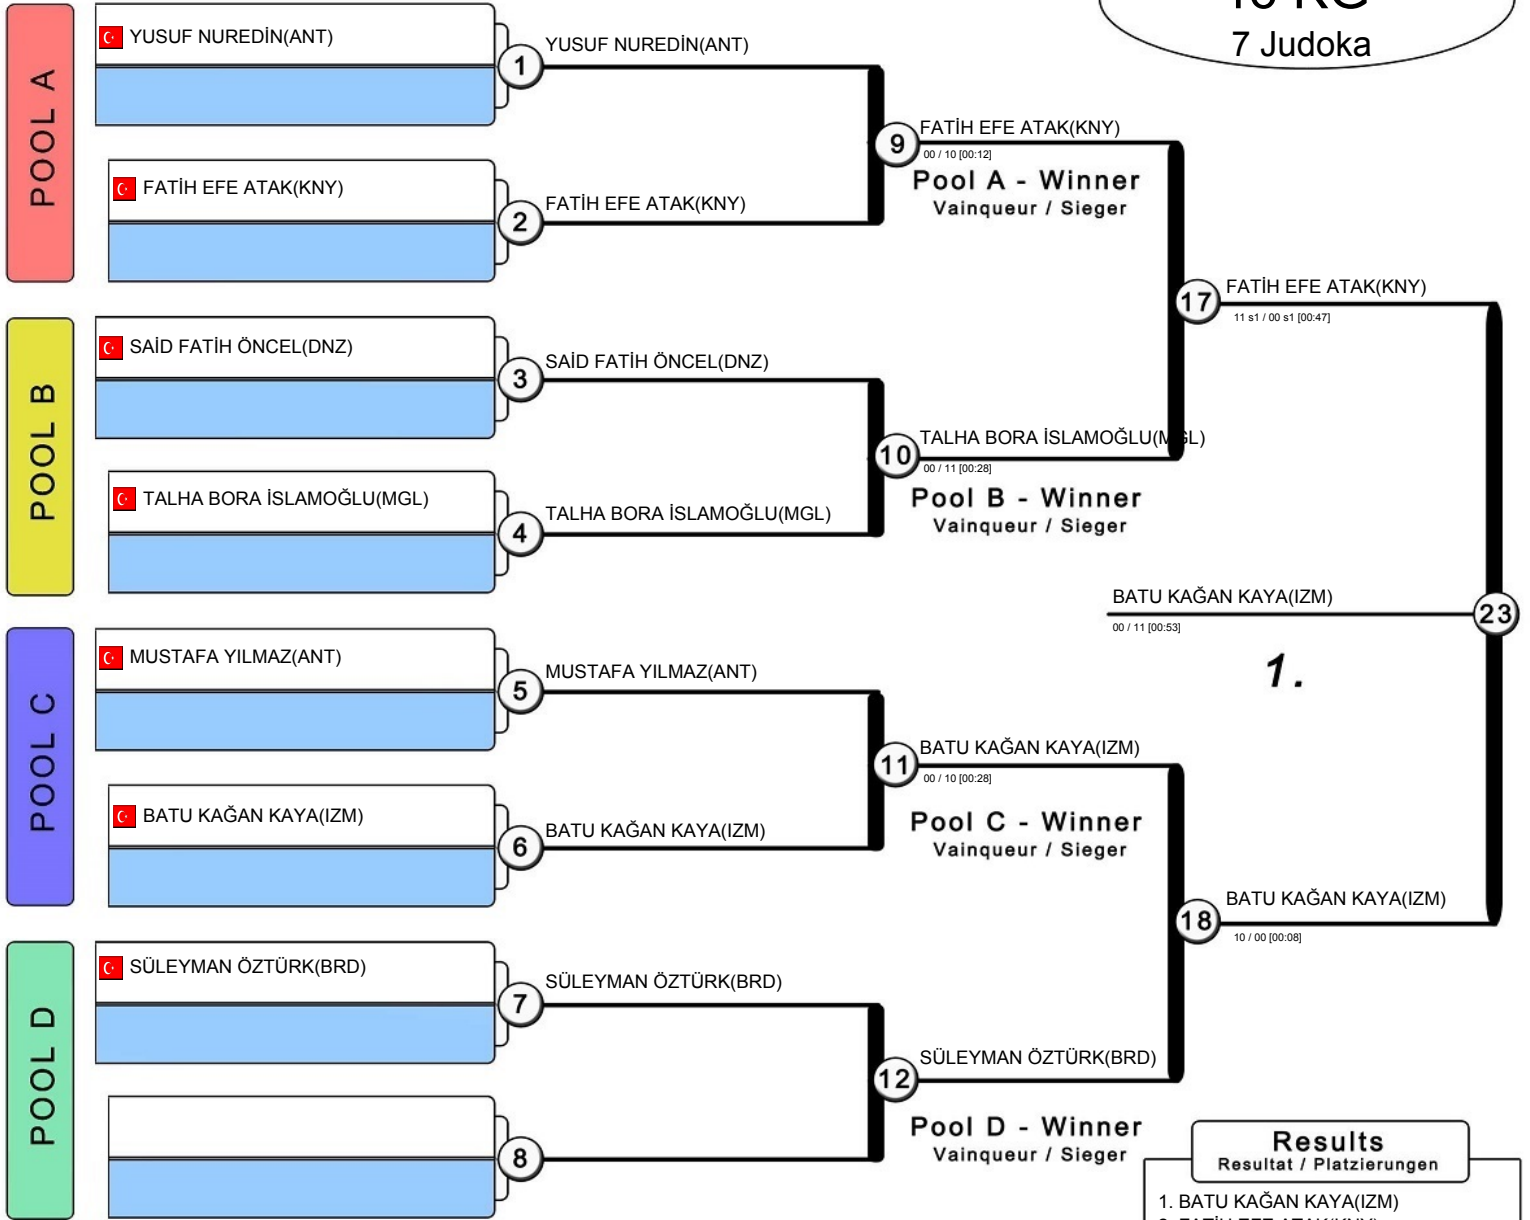 7 Judoka
POOL A
YUSUF NUREDİN(ANT)
1
YUSUF NUREDİN(ANT)
FATİH EFE ATAK(KNY)
2
FATİH EFE ATAK(KNY)
9
FATİH EFE ATAK(KNY)
00 / 10 [00:12]
Pool A - Winner
Vainqueur / Sieger
POOL B
SAİD FATİH ÖNCEL(DNZ)
3
SAİD FATİH ÖNCEL(DNZ)
TALHA BORA İSLAMOĞLU(MGL)
4
TALHA BORA İSLAMOĞLU(MGL)
10
TALHA BORA İSLAMOĞLU(MGL)
00 / 11 [00:28]
Pool B - Winner
Vainqueur / Sieger
17
FATİH EFE ATAK(KNY)
11 s1 / 00 s1 [00:47]
BATU KAĞAN KAYA(IZM)
00 / 11 [00:53]
23
1.
POOL C
MUSTAFA YILMAZ(ANT)
5
MUSTAFA YILMAZ(ANT)
BATU KAĞAN KAYA(IZM)
6
BATU KAĞAN KAYA(IZM)
11
BATU KAĞAN KAYA(IZM)
00 / 10 [00:28]
Pool C - Winner
Vainqueur / Sieger
18
BATU KAĞAN KAYA(IZM)
10 / 00 [00:08]
POOL D
SÜLEYMAN ÖZTÜRK(BRD)
7
SÜLEYMAN ÖZTÜRK(BRD)
8
12
SÜLEYMAN ÖZTÜRK(BRD)
Pool D - Winner
Vainqueur / Sieger
Results
Resultat / Platzierungen
1. BATU KAĞAN KAYA(IZM)